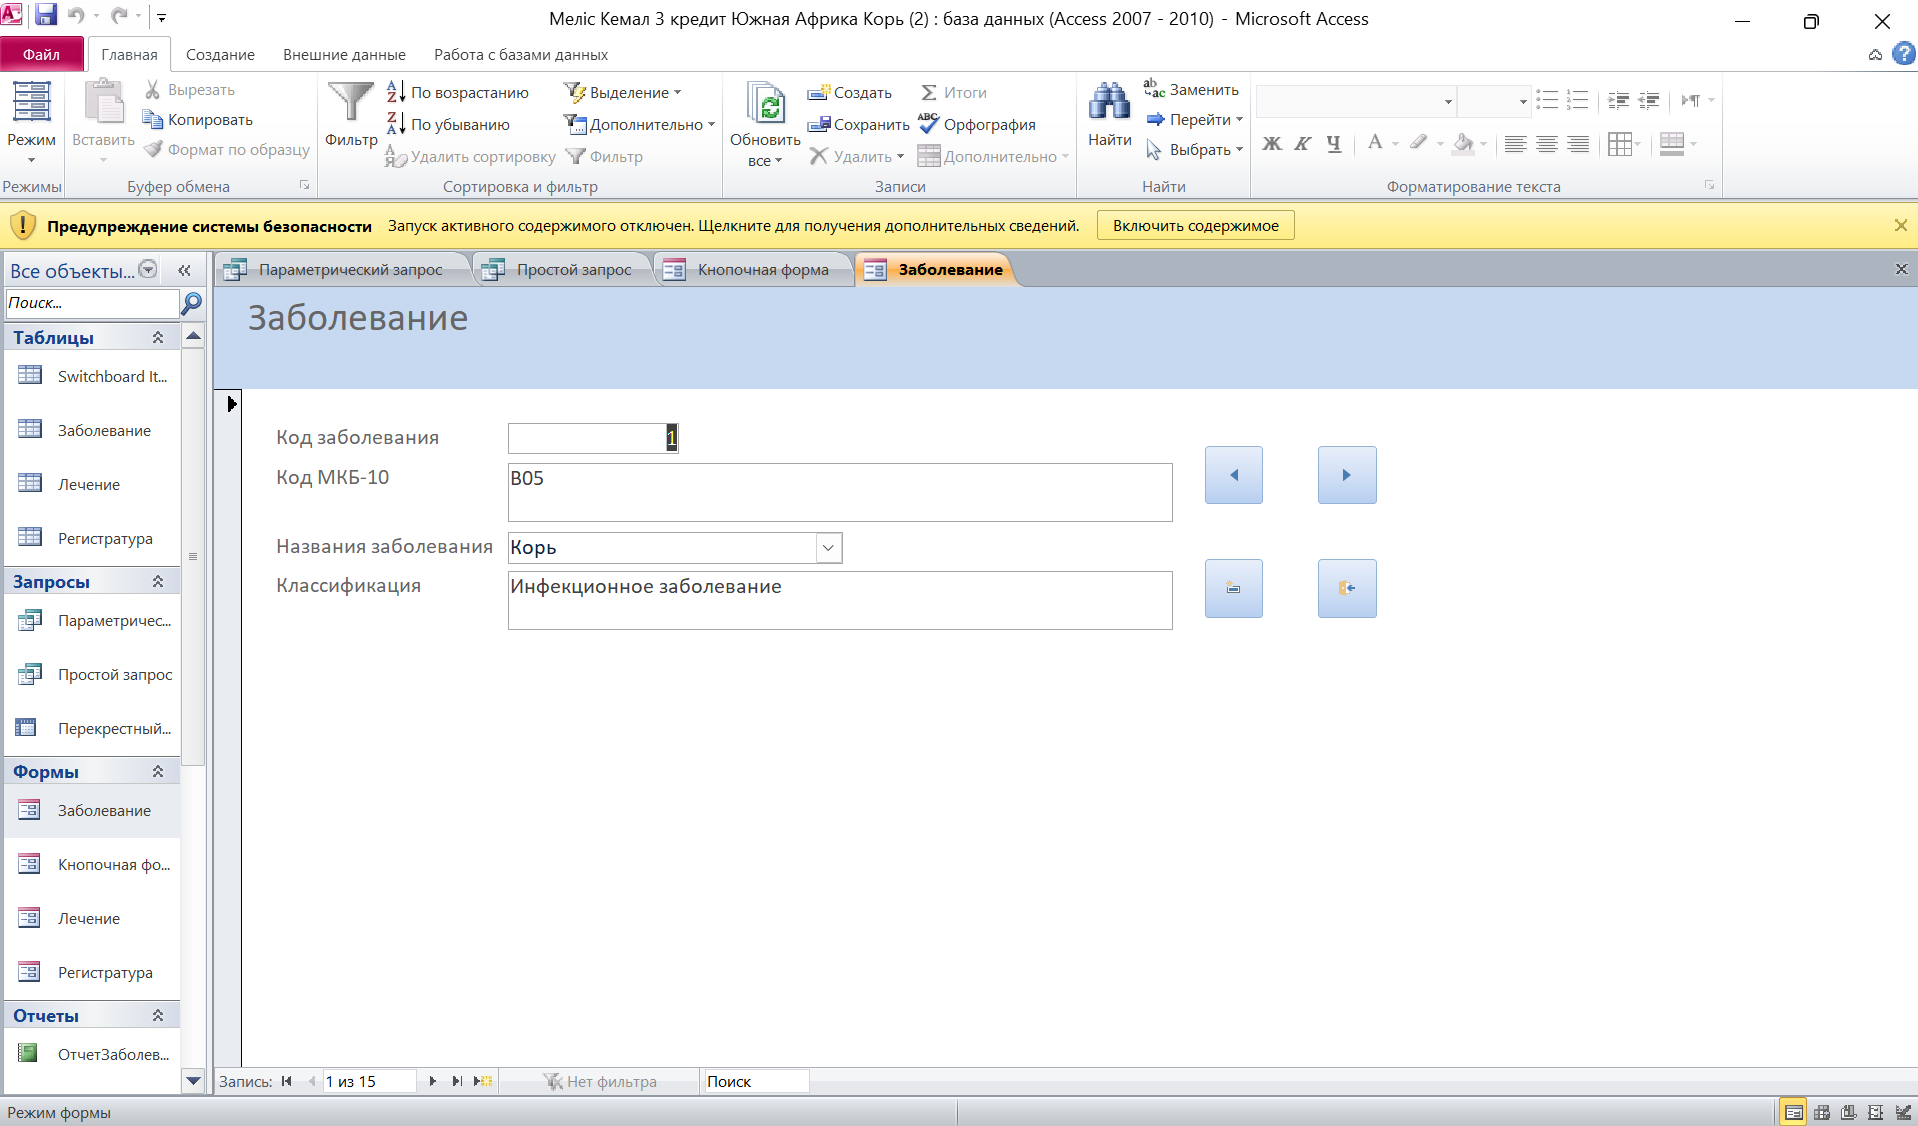 Меліс Кемал 3 кредит Южная Африка Корь (2) : база данных (Access 2007 - 2010) - Microsoft Access
Файл Главная Создание Внешние данные Работа с базами данных
Режим
Режимы
Вставить
Вырезать
Копировать
Формат по образцу
Буфер обмена
Фильтр
По возрастанию
По убыванию
Удалить сортировку
Выделение
Дополнительно
Фильтр
Сортировка и фильтр
Обновить
все
Создать
Сохранить
Удалить
Итоги
Орфография
Дополнительно
Записи
Найти
Заменить
Перейти
Выбрать
Найти
Ж К Ч А
Форматирование текста
Предупреждение системы безопасности Запуск активного содержимого отключен. Щелкните для получения дополнительных сведений. Включить содержимое
Все объекты...
Поиск...
Таблицы
Switchboard It...
Заболевание
Лечение
Регистратура
Запросы
Параметричес...
Простой запрос
Перекрестный...
Формы
Заболевание
Кнопочная фо...
Лечение
Регистратура
Отчеты
ОтчетЗаболев...
Параметрический запрос Простой запрос Кнопочная форма Заболевание
Заболевание
Код заболевания 1
Код МКБ-10 B05
Названия заболевания Корь
Классификация Инфекционное заболевание
Запись: 1 из 15 Нет фильтра Поиск
Режим формы